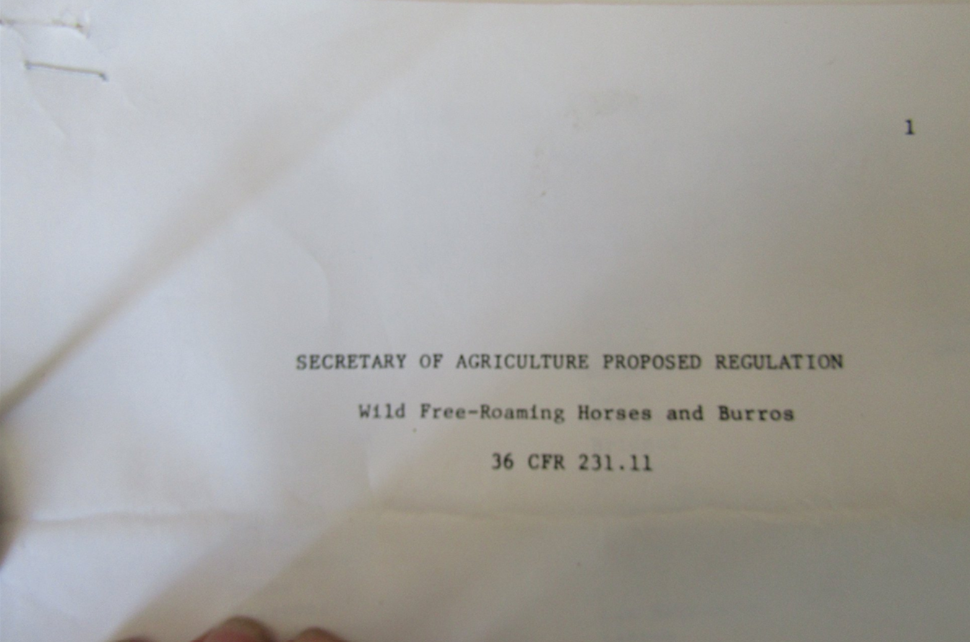 1
SECRETARY OF AGRICULTURE PROPOSED REGULATION
Wild Free-Roaming Horses and Burros
36 CFR 231.11